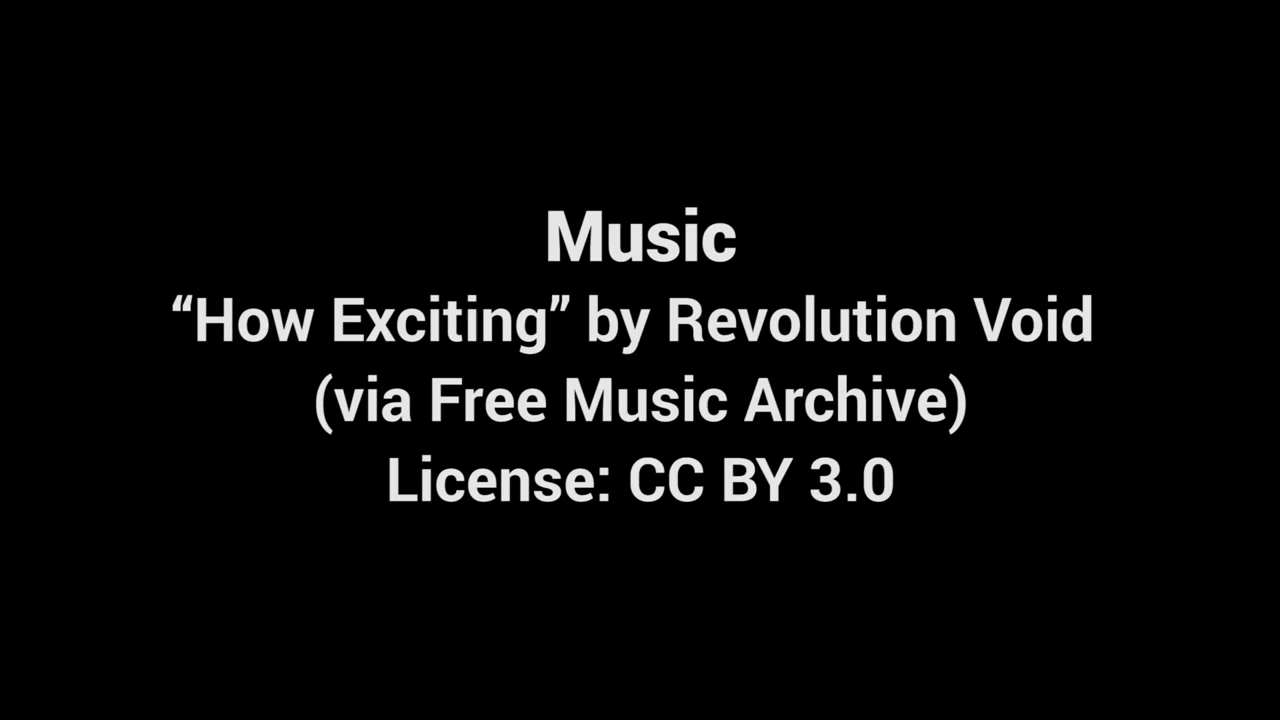 Music
“How Exciting” by Revolution Void
(via Free Music Archive)
License: CC BY 3.0